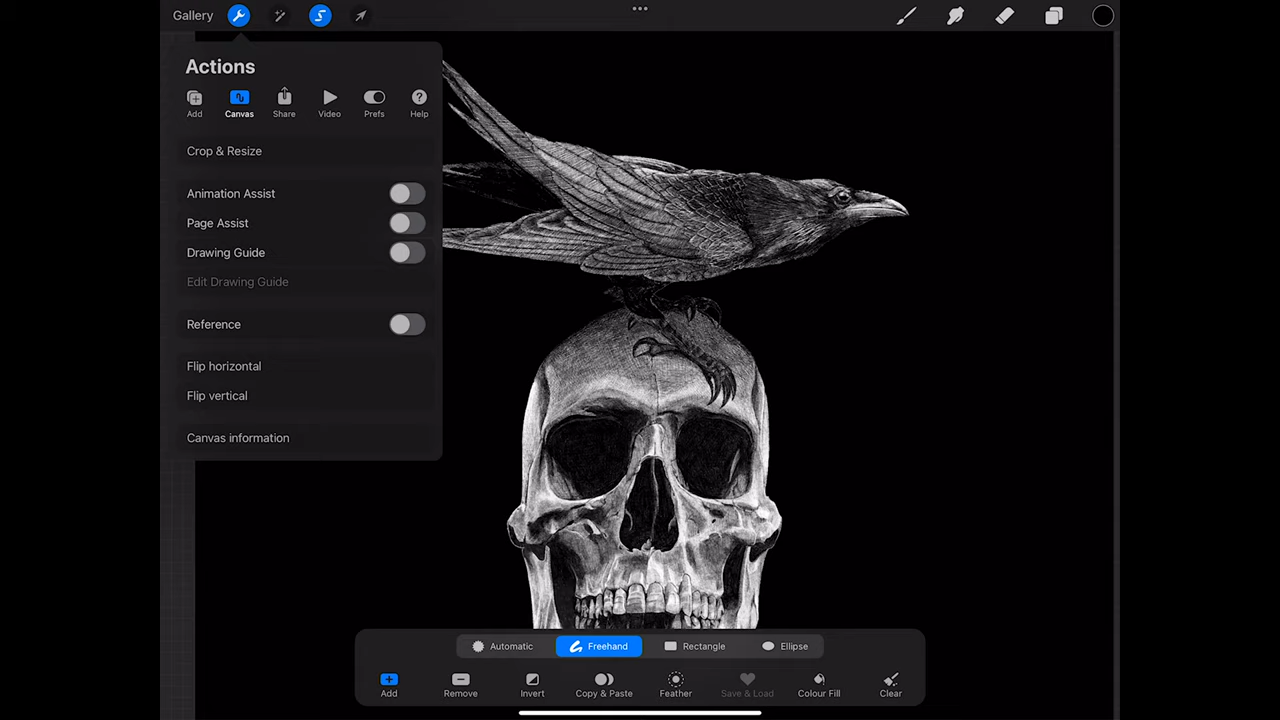 Gallery
Actions
Add Canvas Share Video Prefs Help
Crop & Resize
Animation Assist
Page Assist
Drawing Guide
Edit Drawing Guide
Reference
Flip horizontal
Flip vertical
Canvas information
Automatic Freehand Rectangle Ellipse
Add Remove Invert Copy & Paste Feather Save & Load Colour Fill Clear